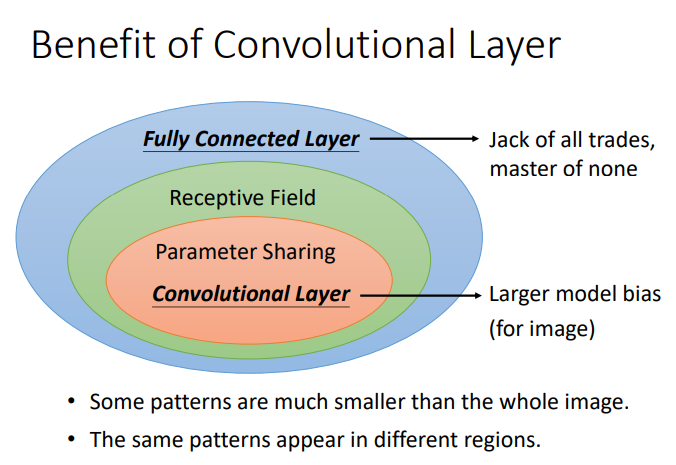 Benefit of Convolutional Layer
Fully Connected Layer
Jack of all trades,
master of none
Receptive Field
Parameter Sharing
Convolutional Layer
Larger model bias
(for image)
• Some patterns are much smaller than the whole image.
• The same patterns appear in different regions.